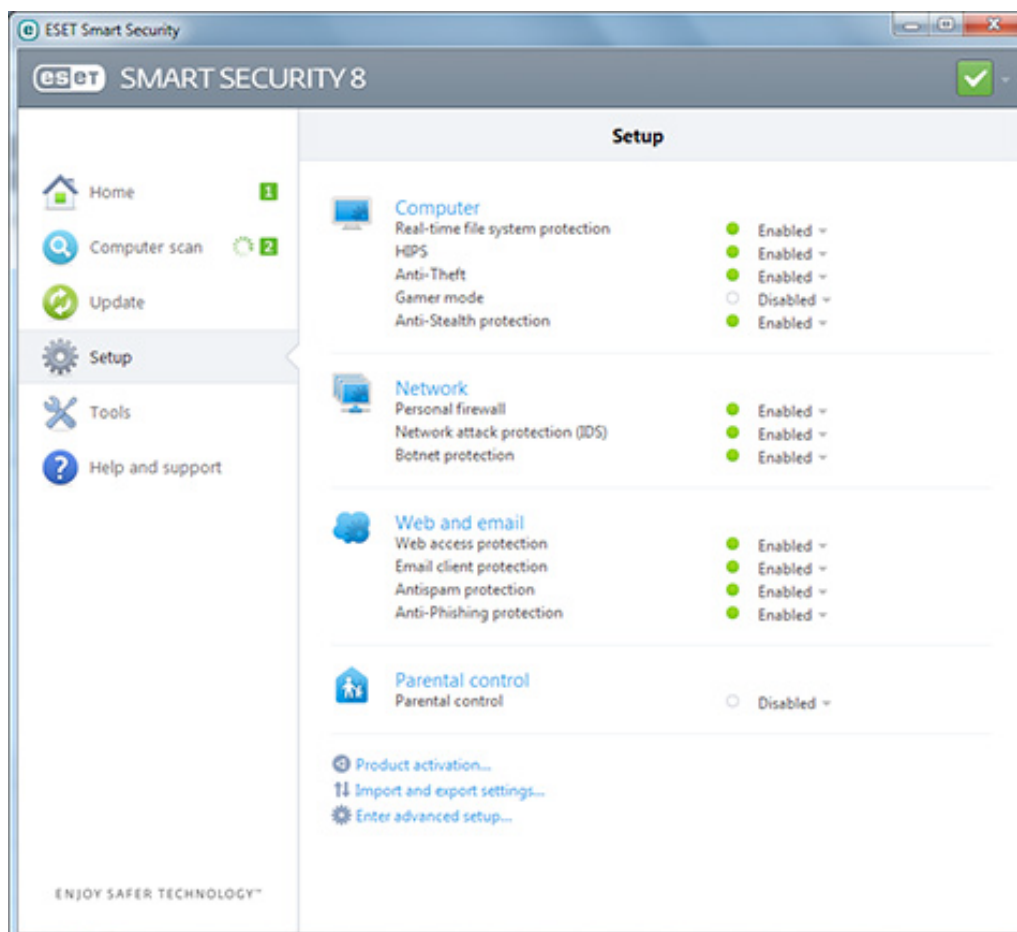 ESET Smart Security
eset SMART SECURITY 8
Setup
Home 1
Computer scan 2
Update
Setup
Tools
Help and support
Computer
Real-time file system protection Enabled
HIPS Enabled
Anti-Theft Enabled
Gamer mode Disabled
Anti-Stealth protection Enabled
Network
Personal firewall Enabled
Network attack protection (IDS) Enabled
Botnet protection Enabled
Web and email
Web access protection Enabled
Email client protection Enabled
Antispam protection Enabled
Anti-Phishing protection Enabled
Parental control
Parental control Disabled
Product activation...
Import and export settings...
Enter advanced setup...
ENJOY SAFER TECHNOLOGY™